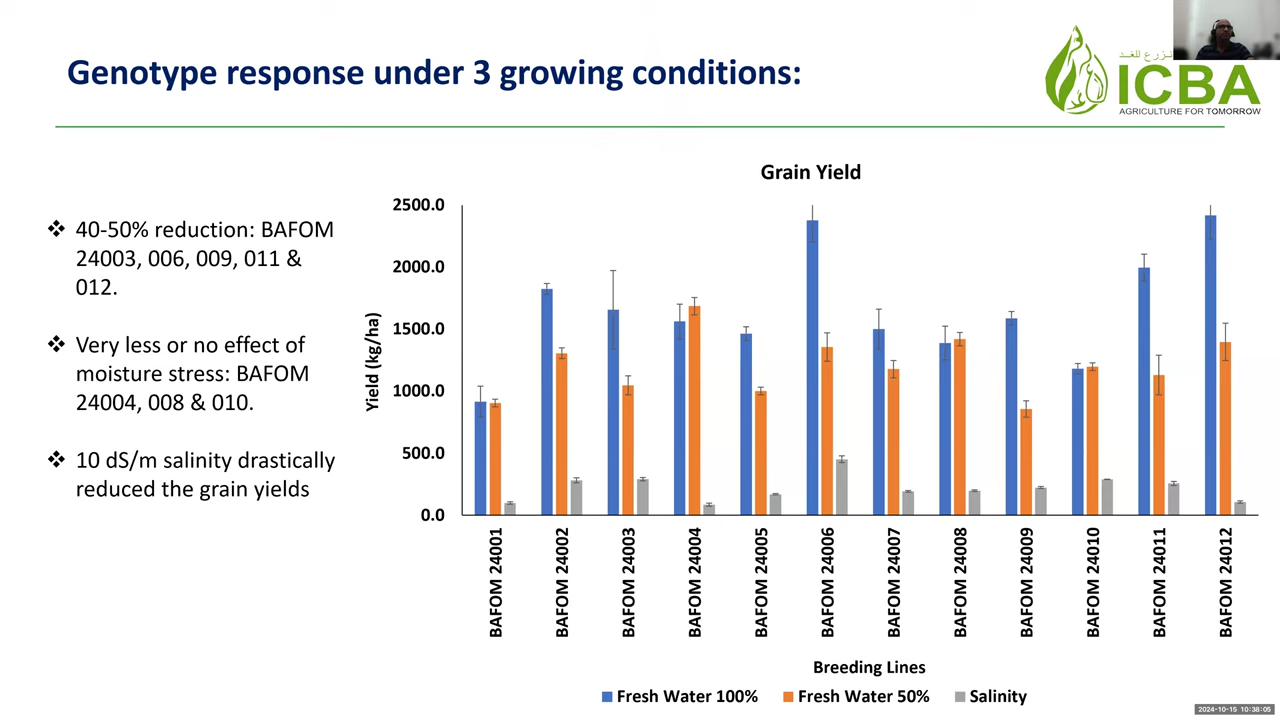 Genotype response under 3 growing conditions:
نزرع للغد
ICBA
AGRICULTURE FOR TOMORROW
❖ 40-50% reduction: BAFOM
24003, 006, 009, 011 &
012.
❖ Very less or no effect of
moisture stress: BAFOM
24004, 008 & 010.
❖ 10 dS/m salinity drastically
reduced the grain yields
Grain Yield
Yield (kg/ha)
2500.0
2000.0
1500.0
1000.0
500.0
0.0
BAFOM 24001
BAFOM 24002
BAFOM 24003
BAFOM 24004
BAFOM 24005
BAFOM 24006
BAFOM 24007
BAFOM 24008
BAFOM 24009
BAFOM 24010
BAFOM 24011
BAFOM 24012
Breeding Lines
Fresh Water 100%
Fresh Water 50%
Salinity
2024-10-15 10:38:05